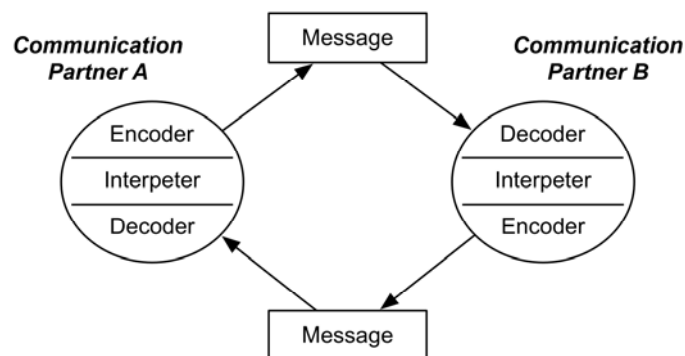 Message
Communication
Partner A
Communication
Partner B
Encoder
Interpeter
Decoder
Decoder
Interpeter
Encoder
Message